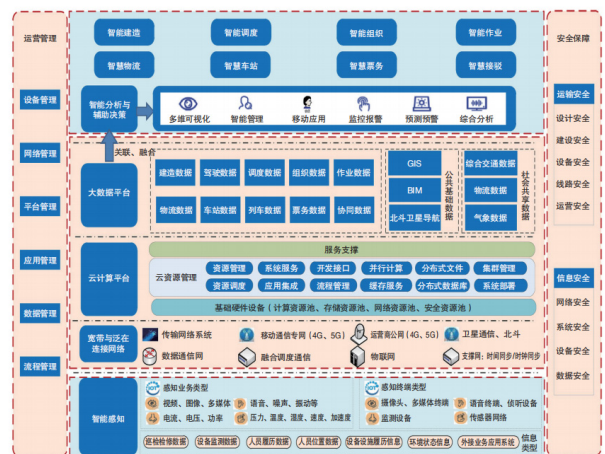 运营管理
设备管理
网络管理
平台管理
应用管理
数据管理
流程管理
智能建造
智能调度
智能组织
智能作业
智慧物流
智慧车站
智慧票务
智慧接驳
智能分析与
辅助决策
多维可视化
智能管理
移动应用
监控报警
预测预警
综合分析
关联、融合
大数据平台
建造数据
驾驶数据
调度数据
组织数据
作业数据
物流数据
车站数据
列车数据
票务数据
协同数据
GIS
BIM
北斗卫星导航
公共基础数据
综合交通数据
物流数据
气象数据
社会共享数据
云计算平台
服务支撑
云资源管理
资源管理
系统服务
开发接口
并行计算
分布式文件
集群管理
资源调度
应用集成
流程管理
缓存服务
分布式数据库
系统部署
基础硬件设备（计算资源池、存储资源池、网络资源池、安全资源池）
宽带与泛在
连接网络
传输网络系统
移动通信专网（4G、5G）
运营商公网（4G、5G）
卫星通信、北斗
数据通信网
融合调度通信
物联网
支撑网：时间同步/时钟同步
智能感知
感知业务类型
视频、图像、多媒体
语音、噪声、振动等
电流、电压、功率
压力、温度、湿度、速度、加速度
感知终端类型
摄像头、多媒体终端
语音终端、侦听设备
监测设备
传感器网络
巡检检修数据
设备监测数据
人员履历数据
人员位置数据
设备设施履历信息
环境状态信息
外接业务应用系统
信息
类型
安全保障
运输安全
设计安全
建设安全
设备安全
线路安全
运营安全
信息安全
网络安全
系统安全
设备安全
数据安全